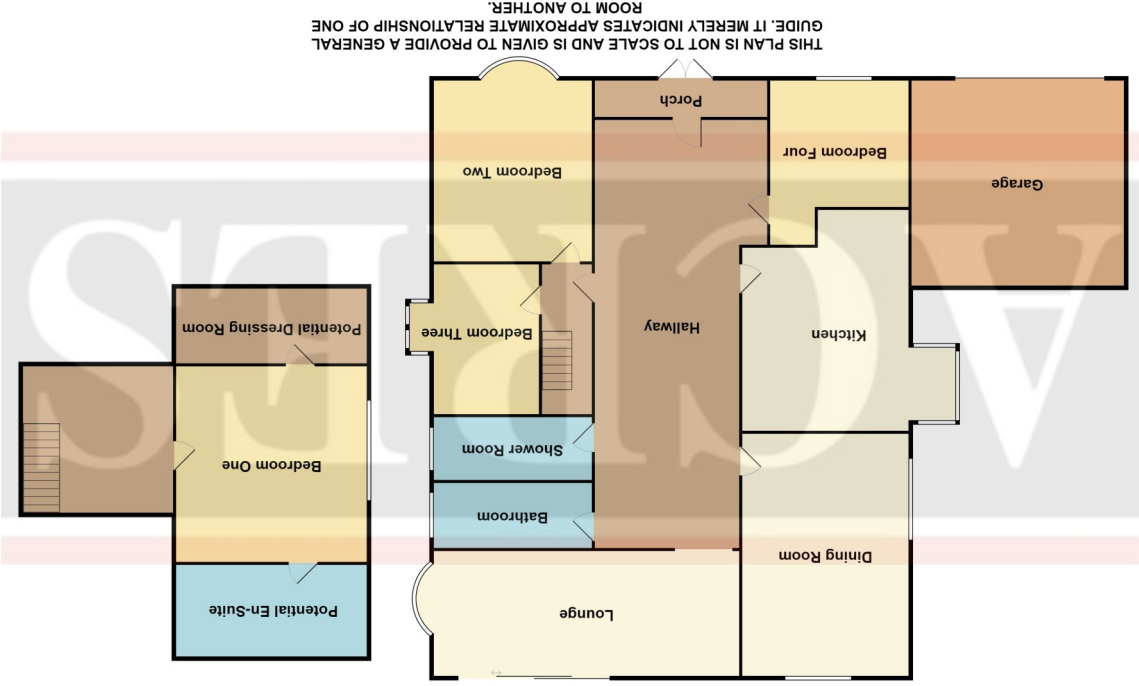 Lounge
Potential En-Suite
Dining Room
Bathroom
Bedroom One
Shower Room
Kitchen
Hallway
Bedroom Three
Potential Dressing Room
ACRES
Garage
Bedroom Two
Bedroom Four
Porch
THIS PLAN IS NOT TO SCALE AND IS GIVEN TO PROVIDE A GENERAL
GUIDE. IT MERELY INDICATES APPROXIMATE RELATIONSHIP OF ONE
ROOM TO ANOTHER.